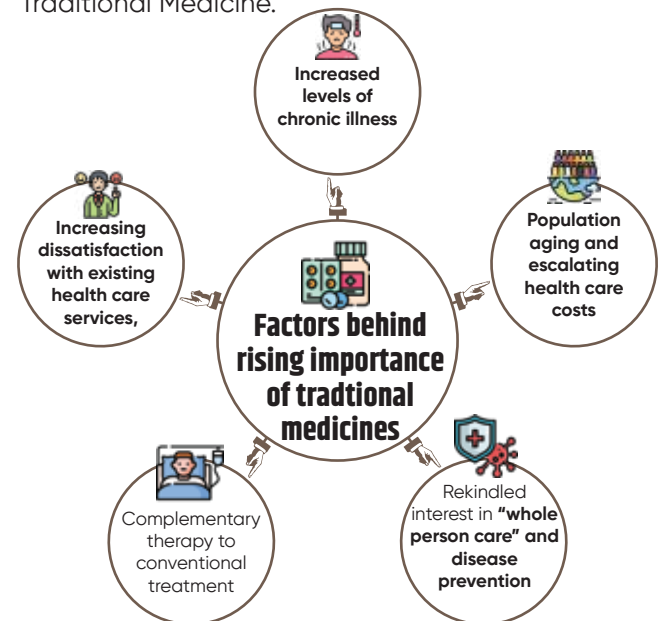 Traditional Medicine.
Increased
levels of
chronic illness
Increasing
dissatisfaction
with existing
health care
services,
Population
aging and
escalating
health care
costs
Factors behind
rising importance
of tradtional
medicines
Complementary
therapy to
conventional
treatment
Rekindled
interest in “whole
person care” and
disease
prevention